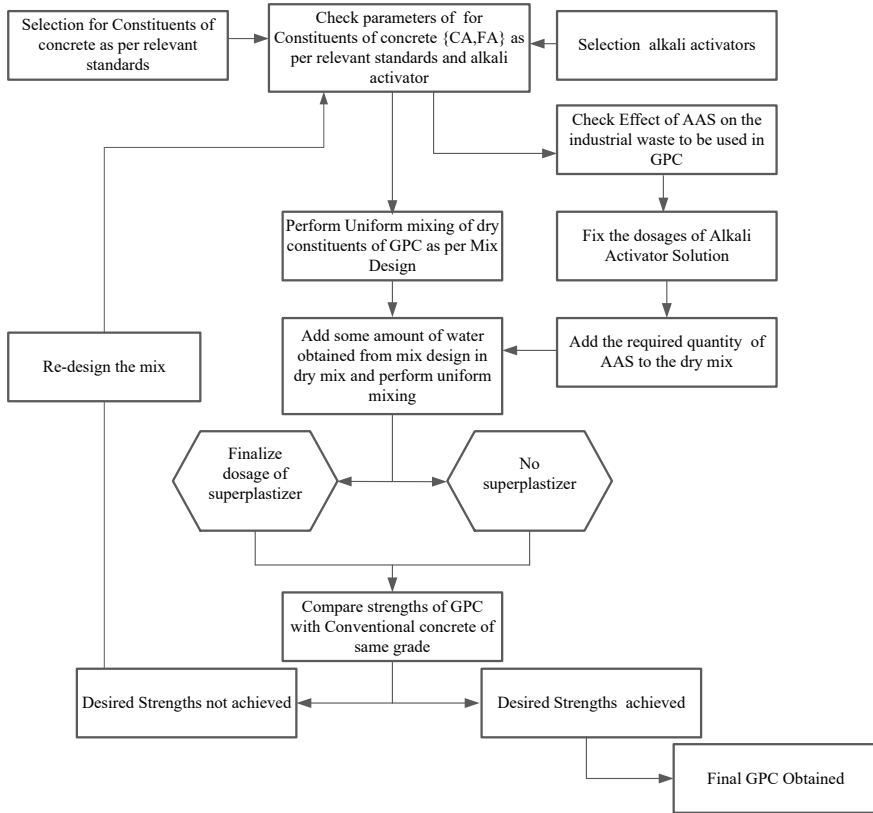 Selection for Constituents of
concrete as per relevant
standards
Check parameters of  for
Constituents of concrete {CA,FA} as
per relevant standards and alkali
activator
Selection alkali activators
Check Effect of AAS on the
industrial waste to be used in
GPC
Perform Uniform mixing of dry
constituents of GPC as per Mix
Design
Fix the dosages of Alkali
Activator Solution
Re-design the mix
Add some amount of water
obtained from mix design in
dry mix and perform uniform
mixing
Add the required quantity  of
AAS to the dry mix
Finalize
dosage of
superplastizer
No
superplastizer
Compare strengths of GPC
with Conventional concrete of
same grade
Desired Strengths not achieved
Desired Strengths  achieved
Final GPC Obtained